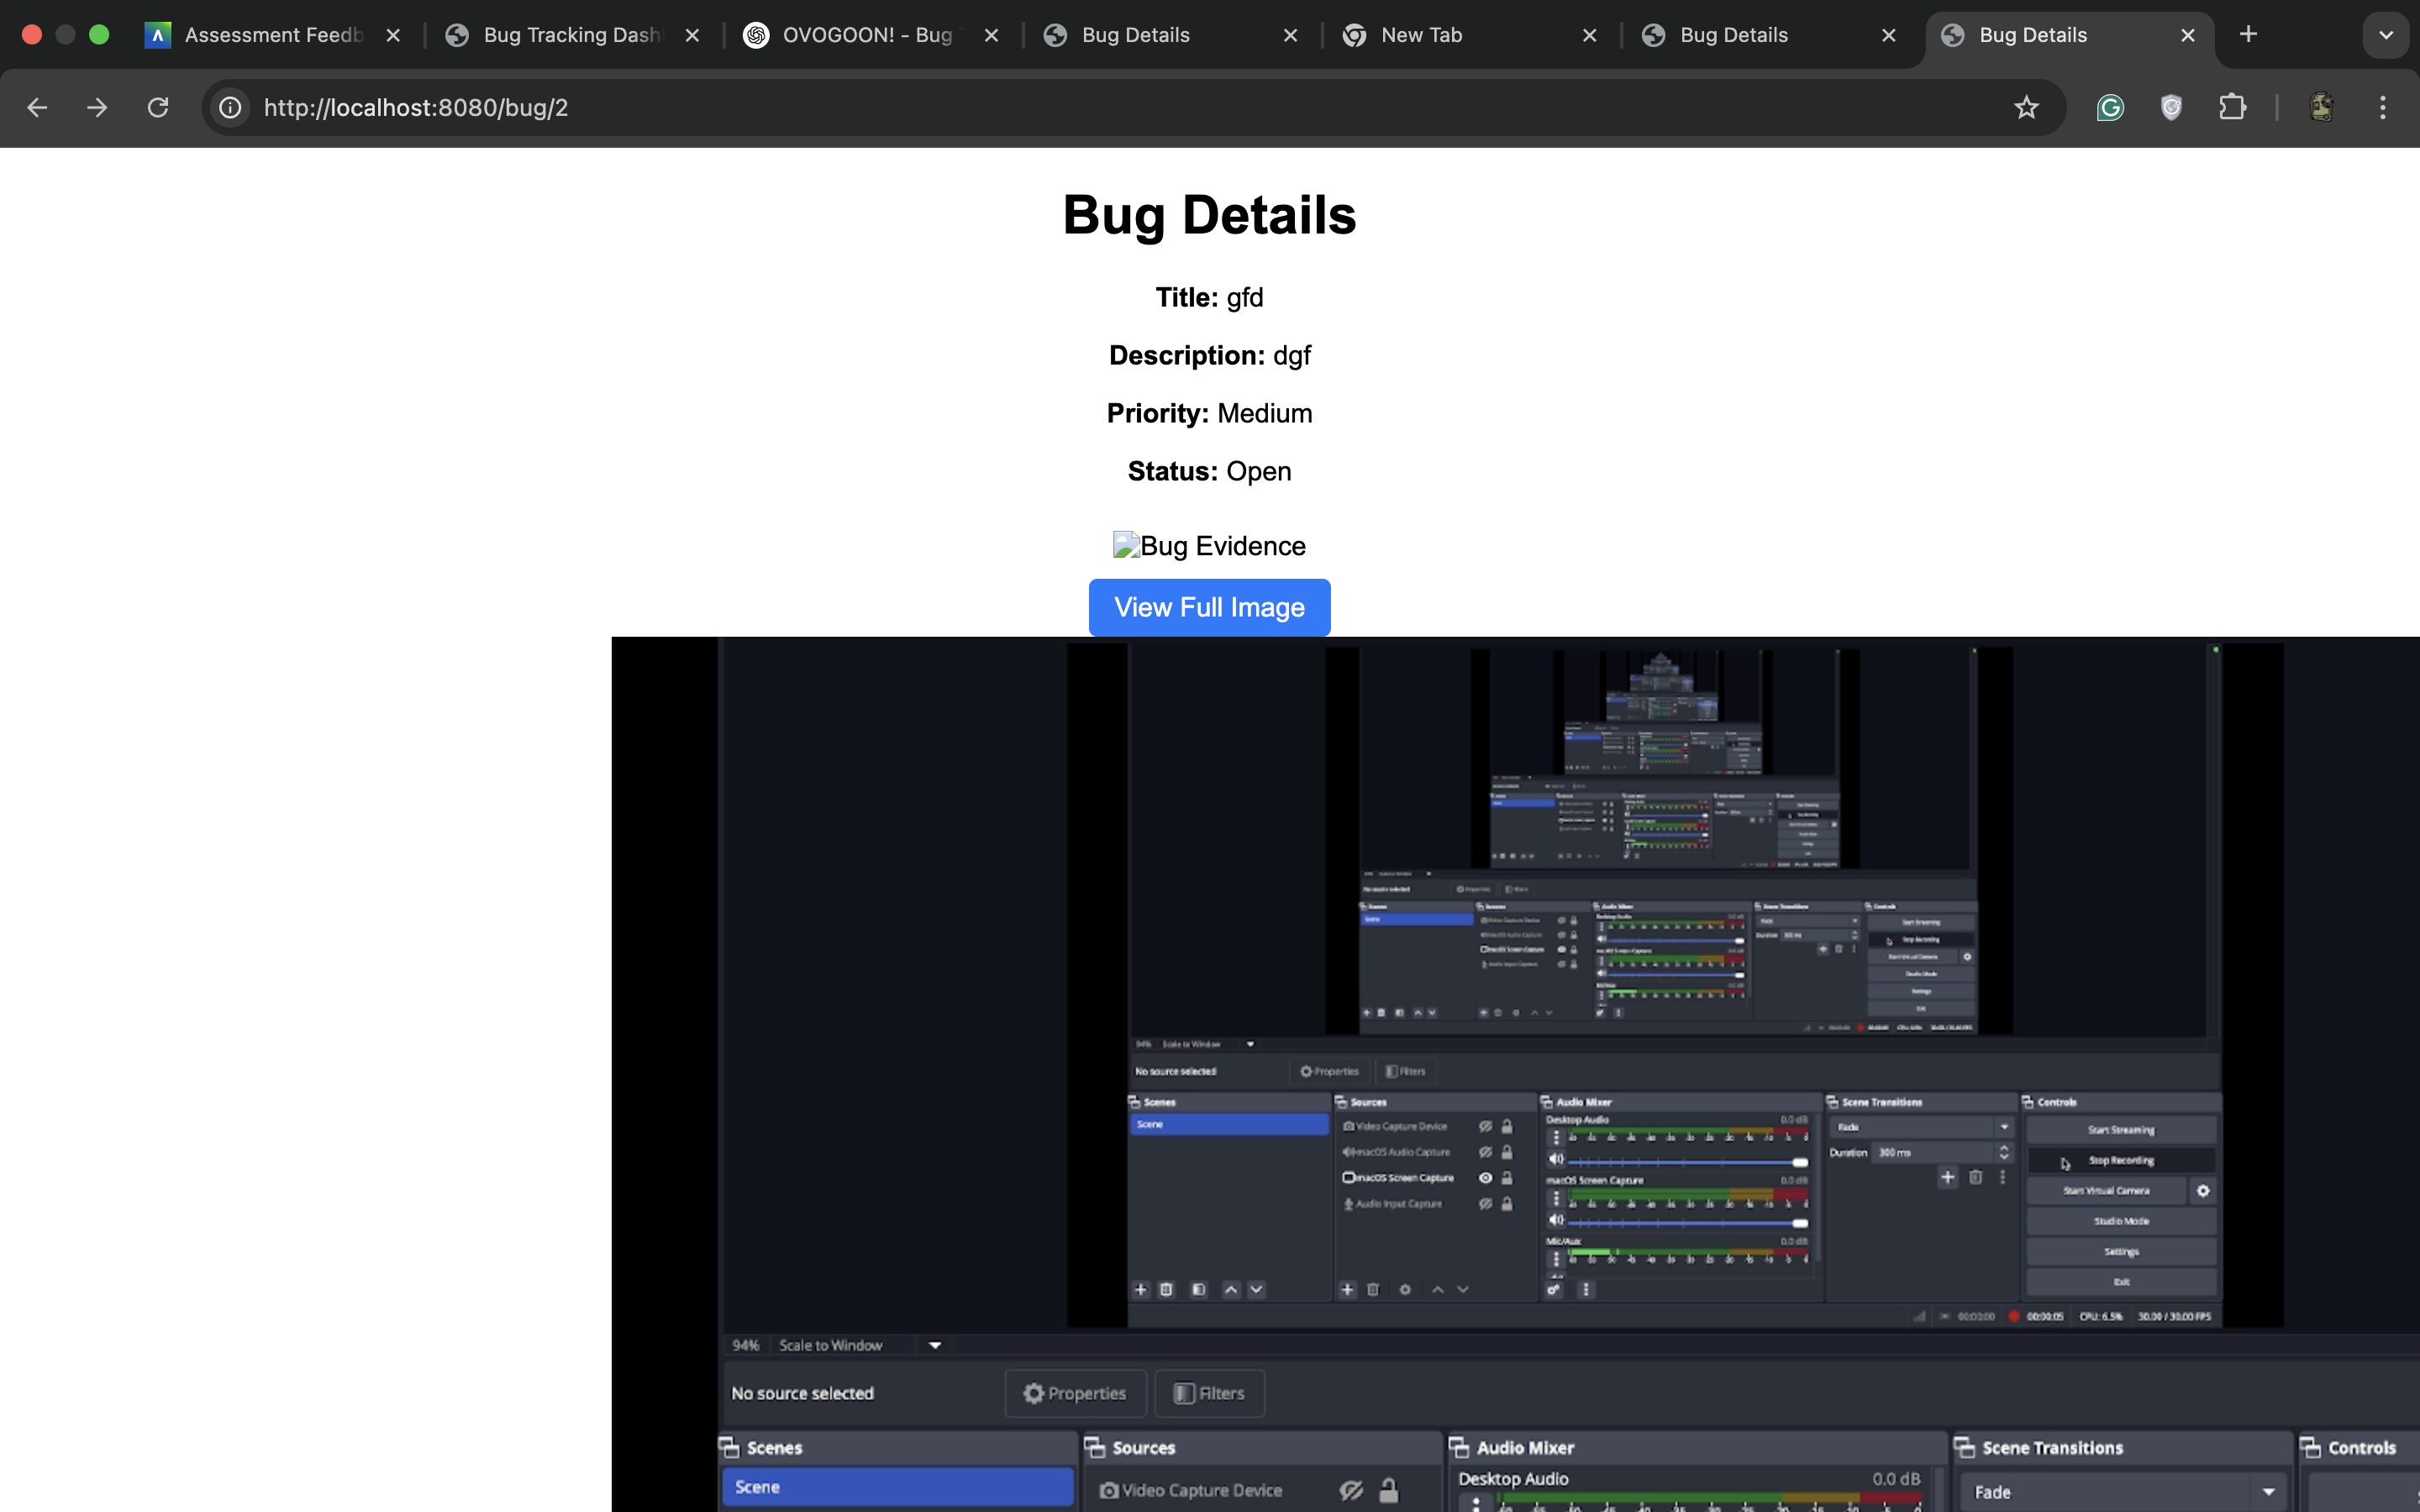 Assessment Feedb
Bug Tracking Dash
OVOGOON! - Bug T
Bug Details
New Tab
Bug Details
Bug Details
http://localhost:8080/bug/2
Bug Details
Title: gfd
Description: dgf
Priority: Medium
Status: Open
Bug Evidence
View Full Image
94% Scale to Window
No source selected Properties Filters
Scenes Sources Audio Mixer Scene Transitions Controls
Scene Video Capture Device Desktop Audio 0.0 dB Fade Start Streaming
macOS Audio Capture Duration 300 ms Stop Recording
macOS Screen Capture macOS Screen Capture 0.0 dB Start Virtual Camera
Audio Input Capture Studio Mode
Mic/Aux 0.0 dB Settings
Exit
00:00:00 00:00:05 CPU: 6.5% 30.00 / 30.00 FPS
94% Scale to Window
No source selected Properties Filters
Scenes Sources Audio Mixer Scene Transitions Controls
Scene Video Capture Device Desktop Audio 0.0 dB Fade